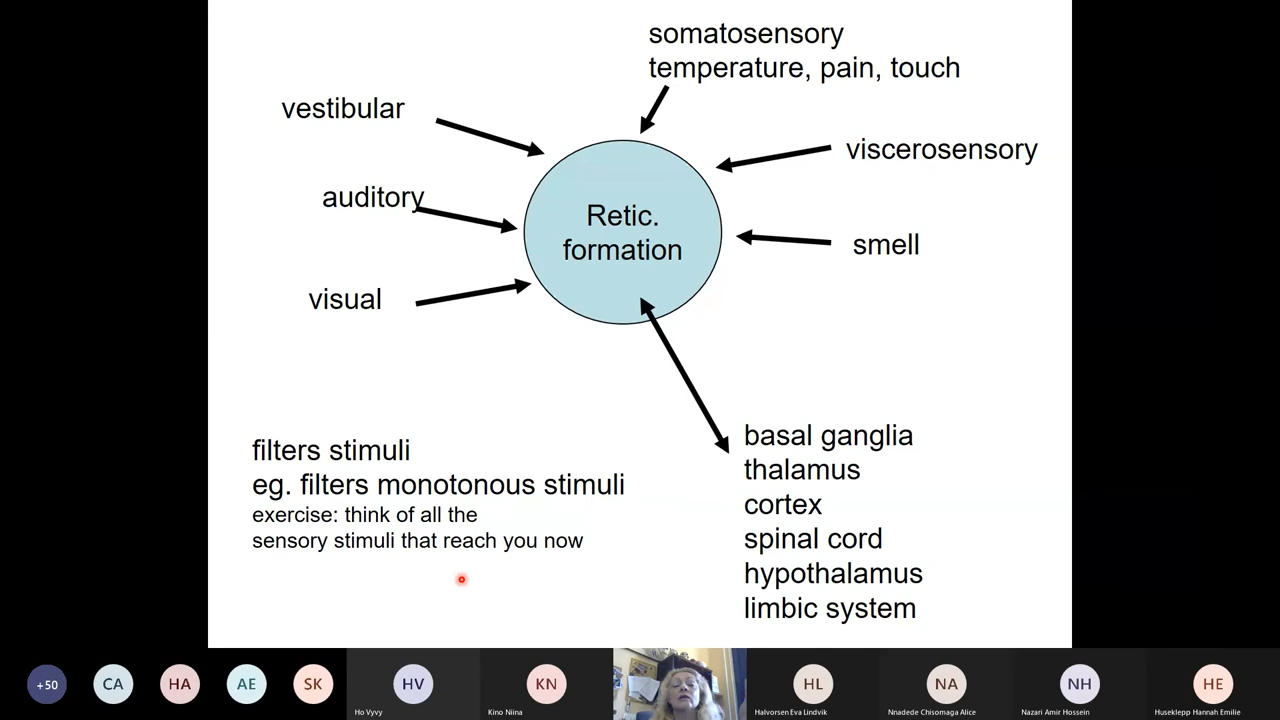 somatosensory
temperature, pain, touch
vestibular
viscerosensory
auditory
Retic.
formation
smell
visual
filters stimuli
eg. filters monotonous stimuli
exercise: think of all the
sensory stimuli that reach you now
basal ganglia
thalamus
cortex
spinal cord
hypothalamus
limbic system
+50
CA
HA
AE
SK
HV
Ho Vyvy
KN
Kino Niina
HL
Halvorsen Eva Lindvik
NA
Nnadede Chisomaga Alice
NH
Nazari Amir Hossein
HE
Huseklepp Hannah Emilie